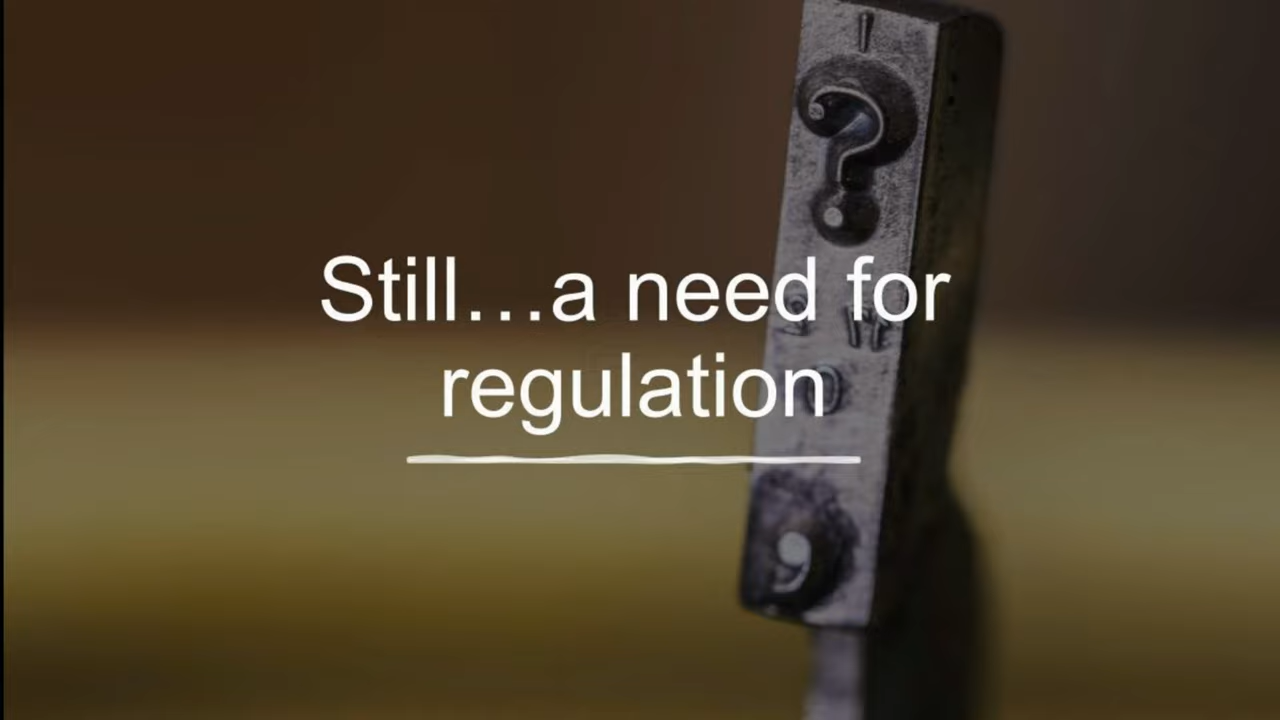 Still…a need for
regulation
?
,